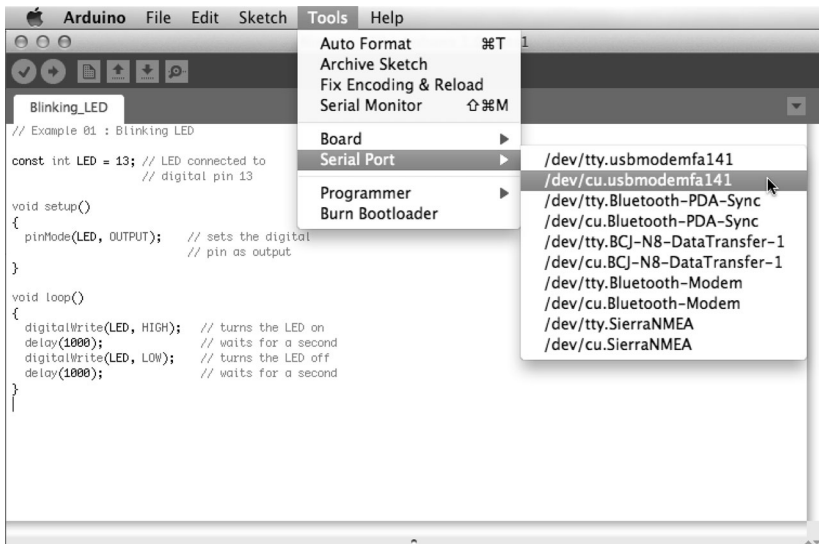 Arduino File Edit Sketch Tools Help
1
Auto Format ⌘T
Archive Sketch
Fix Encoding & Reload
Serial Monitor ⇧⌘M
Board
Serial Port
Programmer
Burn Bootloader
/dev/tty.usbmodemfa141
/dev/cu.usbmodemfa141
/dev/tty.Bluetooth-PDA-Sync
/dev/cu.Bluetooth-PDA-Sync
/dev/tty.BCJ-N8-DataTransfer-1
/dev/cu.BCJ-N8-DataTransfer-1
/dev/tty.Bluetooth-Modem
/dev/cu.Bluetooth-Modem
/dev/tty.SierraNMEA
/dev/cu.SierraNMEA
Blinking_LED
// Example 01 : Blinking LED
const int LED = 13; // LED connected to
// digital pin 13
void setup()
{
pinMode(LED, OUTPUT); // sets the digital
// pin as output
}
void loop()
{
digitalWrite(LED, HIGH); // turns the LED on
delay(1000); // waits for a second
digitalWrite(LED, LOW); // turns the LED off
delay(1000); // waits for a second
}